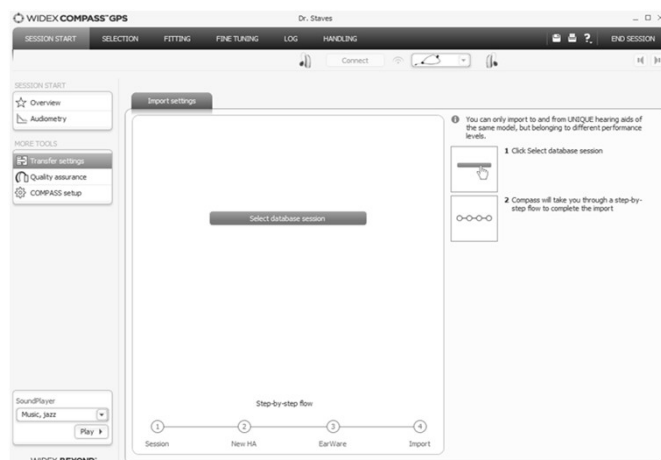 WIDEX COMPASS™ GPS
Dr. Staves
SESSION START SELECTION FITTING FINE TUNING LOG HANDLING END SESSION
Connect
SESSION START
Overview
Audiometry
MORE TOOLS
Transfer settings
Quality assurance
COMPASS setup
Import settings
Select database session
Step-by-step flow
1 2 3 4
Session New HA EarWare Import
You can only import to and from UNIQUE hearing aids of
the same model, but belonging to different performance
levels.
1 Click Select database session
2 Compass will take you through a step-by-
step flow to complete the import
SoundPlayer
Music, jazz
Play
WIDEX BEYOND™